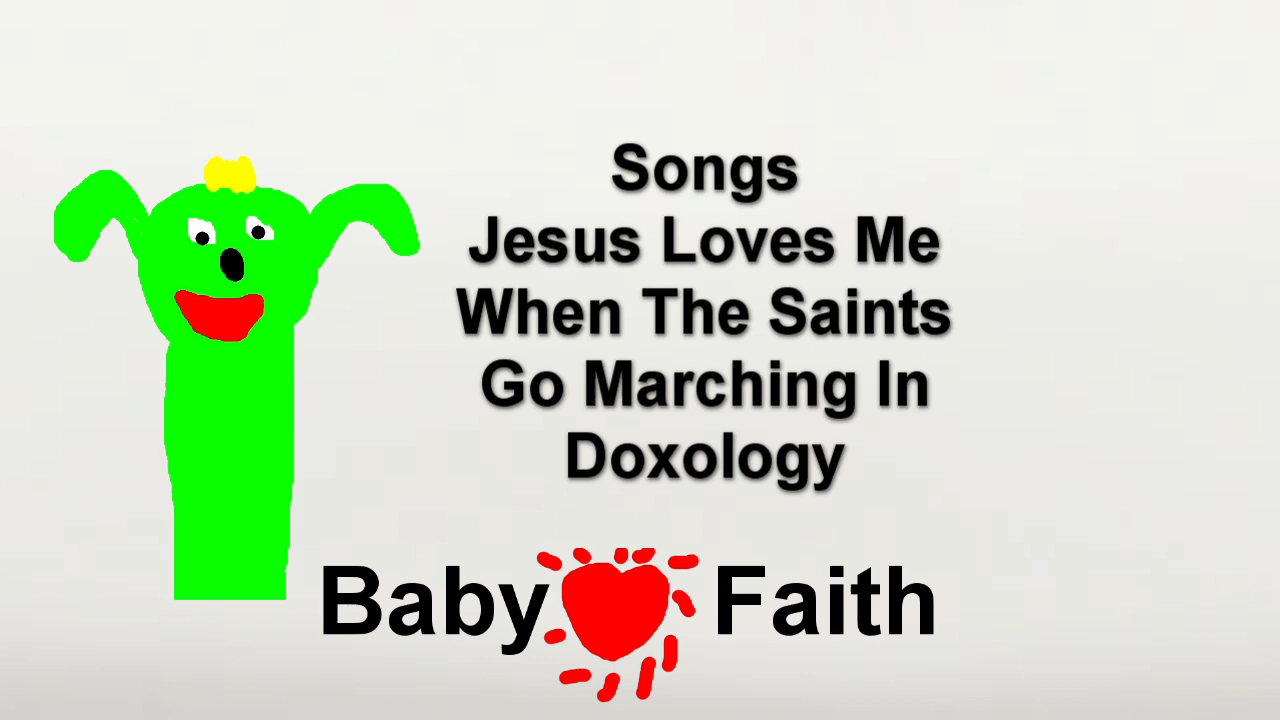 Songs
Jesus Loves Me
When The Saints
Go Marching In
Doxology
Baby Faith